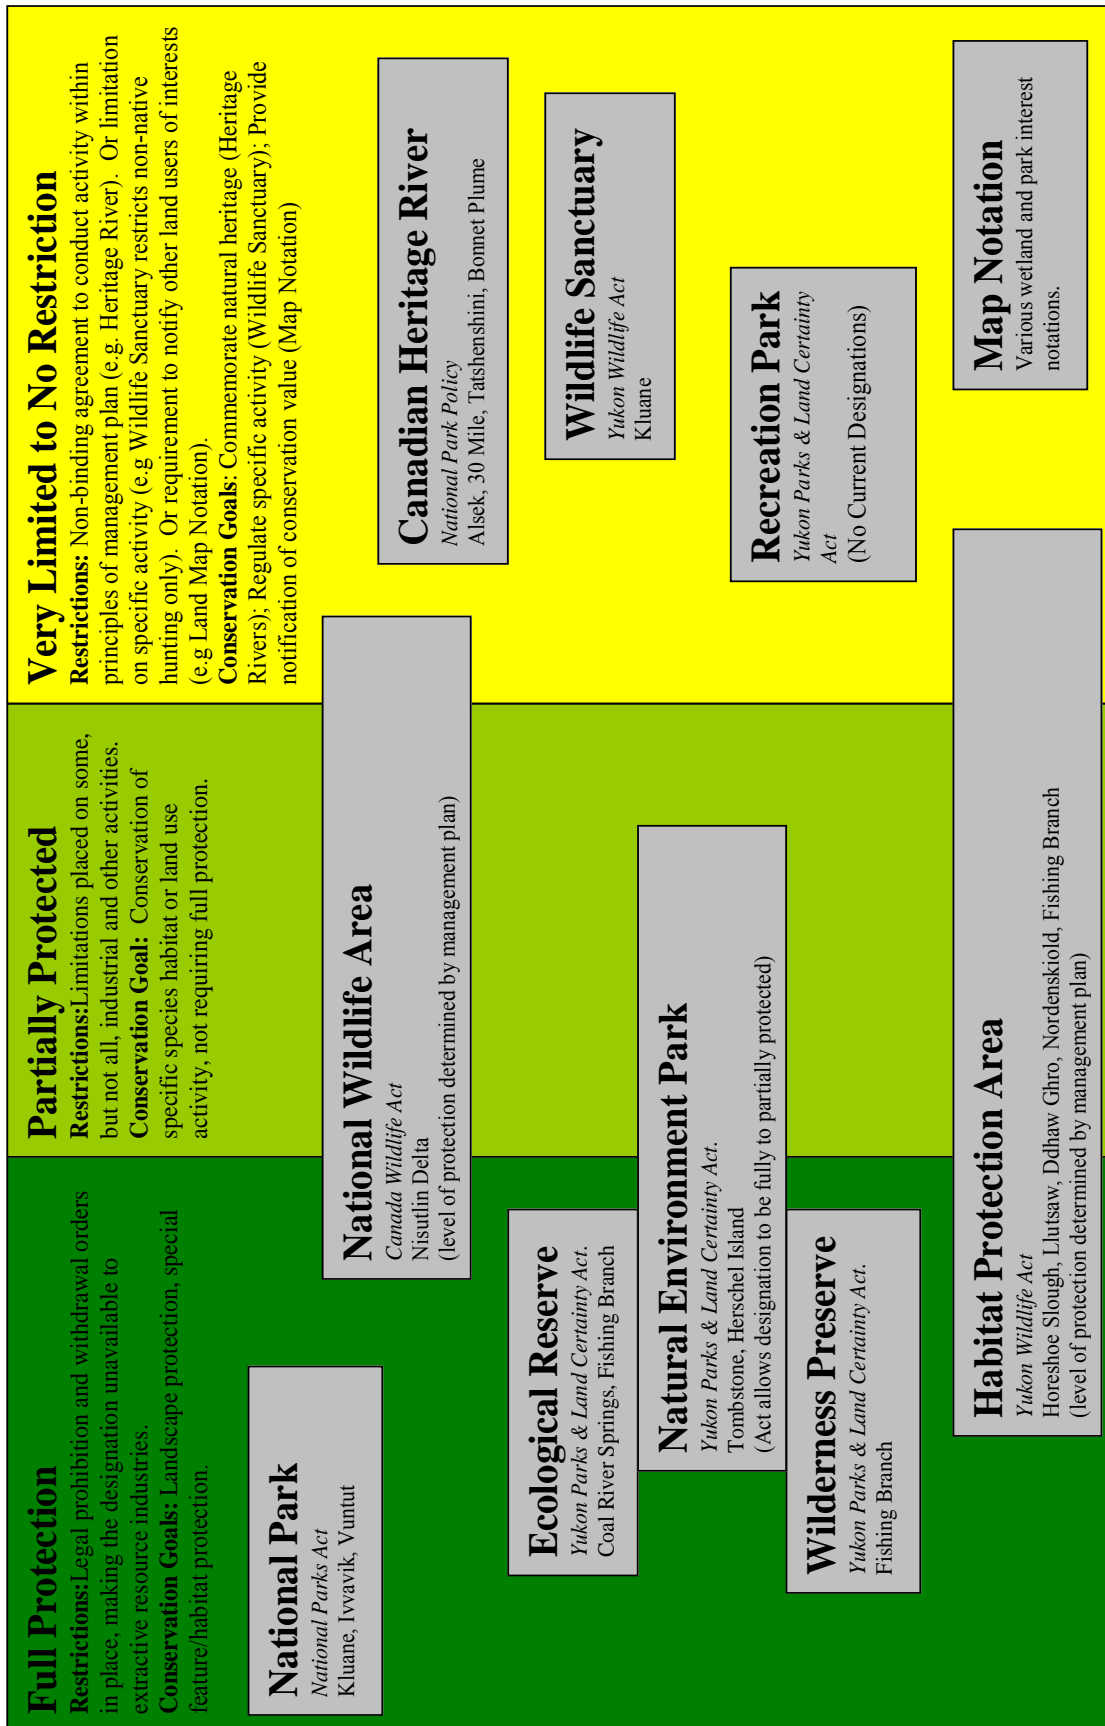 Full Protection
Restrictions:Legal prohibition and withdrawal orders
in place, making the designation unavailable to
extractive resource industries.
Conservation Goals: Landscape protection, special
feature/habitat protection.
Partially Protected
Restrictions:Limitations placed on some,
but not all, industrial and other activities.
Conservation Goal: Conservation of
specific species habitat or land use
activity, not requiring full protection.
Very Limited to No Restriction
Restrictions: Non-binding agreement to conduct activity within
principles of management plan (e.g. Heritage River). Or limitation
on specific activity (e.g Wildlife Sanctuary restricts non-native
hunting only). Or requirement to notify other land users of interests
(e.g Land Map Notation).
Conservation Goals: Commemorate natural heritage (Heritage
Rivers); Regulate specific activity (Wildlife Sanctuary); Provide
notification of conservation value (Map Notation)
National Park
National Parks Act
Kluane, Ivvavik, Vuntut
National Wildlife Area
Canada Wildlife Act
Nisutlin Delta
(level of protection determined by management plan)
Canadian Heritage River
National Park Policy
Alsek, 30 Mile, Tatshenshini, Bonnet Plume
Ecological Reserve
Yukon Parks & Land Certainty Act.
Coal River Springs, Fishing Branch
Wildlife Sanctuary
Yukon Wildlife Act
Kluane
Natural Environment Park
Yukon Parks & Land Certainty Act.
Tombstone, Herschel Island
(Act allows designation to be fully to partially protected)
Recreation Park
Yukon Parks & Land Certainty
Act
(No Current Designations)
Wilderness Preserve
Yukon Parks & Land Certainty Act.
Fishing Branch
Habitat Protection Area
Yukon Wildlife Act
Horeshoe Slough, Llutsaw, Ddhaw Ghro, Nordenskiold, Fishing Branch
(level of protection determined by management plan)
Map Notation
Various wetland and park interest
notations.